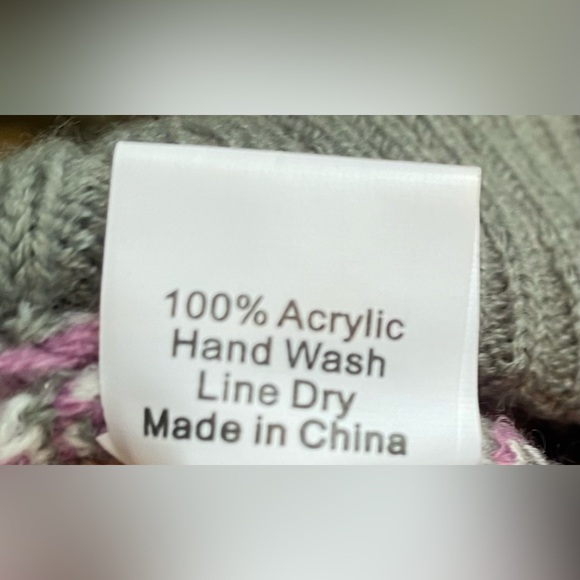 100% Acrylic
Hand Wash
Line Dry
Made in China